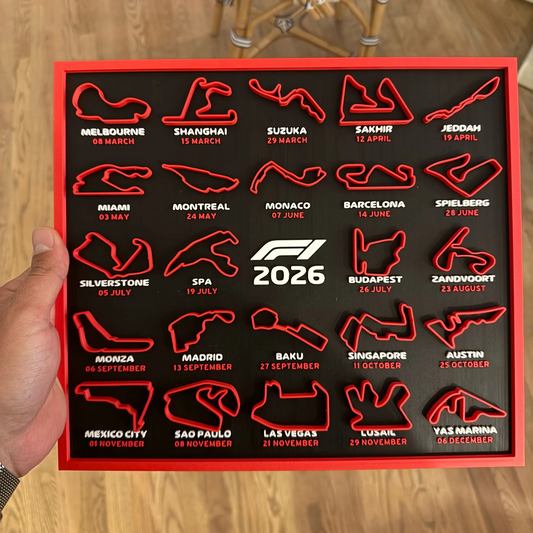 MELBOURNE
08 MARCH
SHANGHAI
15 MARCH
SUZUKA
29 MARCH
SAKHIR
12 APRIL
JEDDAH
19 APRIL
MIAMI
03 MAY
MONTREAL
24 MAY
MONACO
07 JUNE
BARCELONA
14 JUNE
SPIELBERG
28 JUNE
SILVERSTONE
05 JULY
SPA
19 JULY
F1
2026
BUDAPEST
26 JULY
ZANDVOORT
23 AUGUST
MONZA
06 SEPTEMBER
MADRID
13 SEPTEMBER
BAKU
27 SEPTEMBER
SINGAPORE
11 OCTOBER
AUSTIN
25 OCTOBER
MEXICO CITY
01 NOVEMBER
SAO PAULO
08 NOVEMBER
LAS VEGAS
21 NOVEMBER
LUSAIL
29 NOVEMBER
YAS MARINA
06 DECEMBER